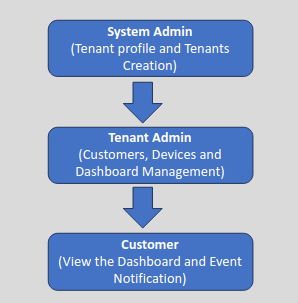 System Admin
(Tenant profile and Tenants
Creation)
Tenant Admin
(Customers, Devices and
Dashboard Management)
Customer
(View the Dashboard and Event
Notification)